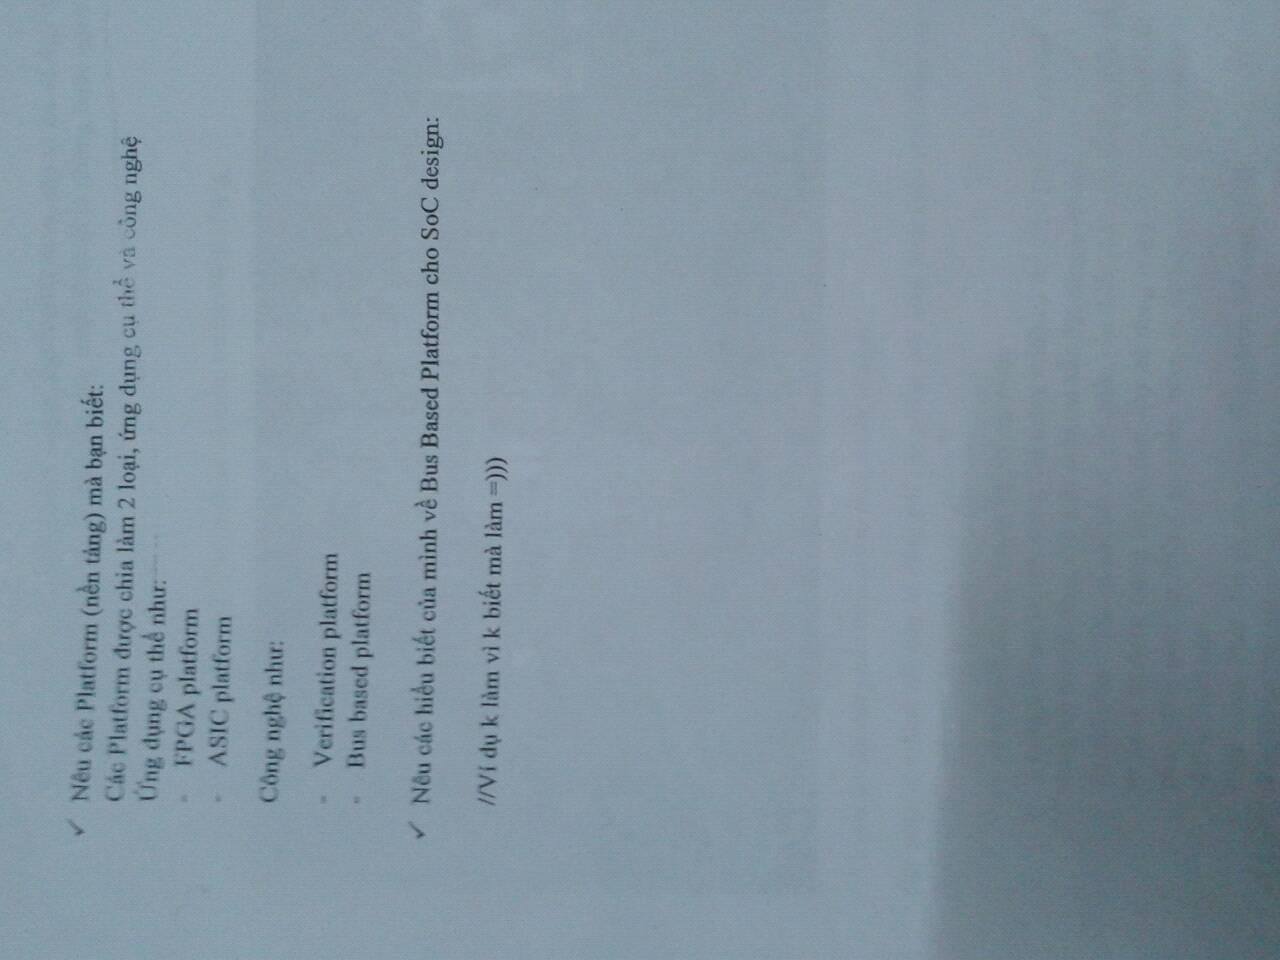 ✓ Nêu các Platform (nền tảng) mà bạn biết:
Các Platform được chia làm 2 loại, ứng dụng cụ thể và công nghệ
Ứng dụng cụ thể như:
- FPGA platform
- ASIC platform
Công nghệ như:
- Verification platform
- Bus based platform
✓ Nêu các hiểu biết của mình về Bus Based Platform cho SoC design:
//Ví dụ k làm vì k biết mà làm =)))